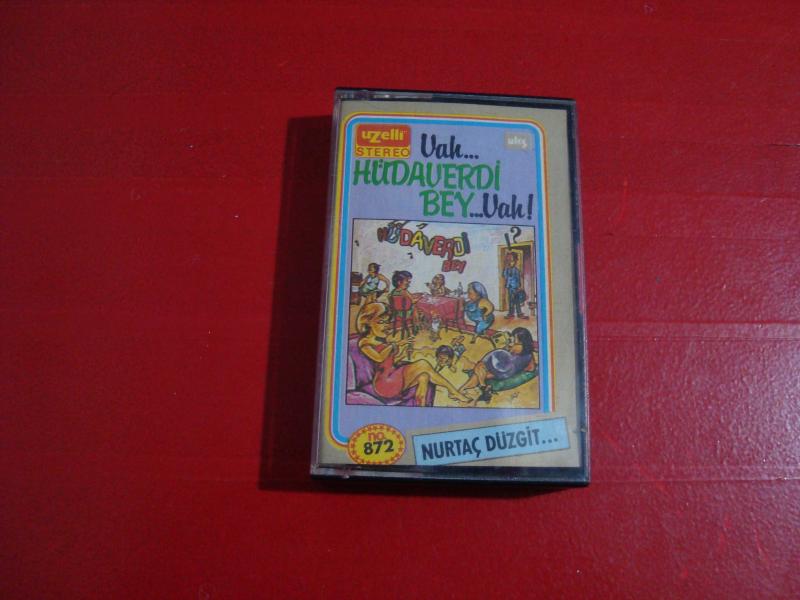 uzelli
STEREO
Vah...
HÜDAVERDİ
BEY...Vah!
HÜDAVERDİ
BEY
!?
no.
872
NURTAÇ DÜZGİT...